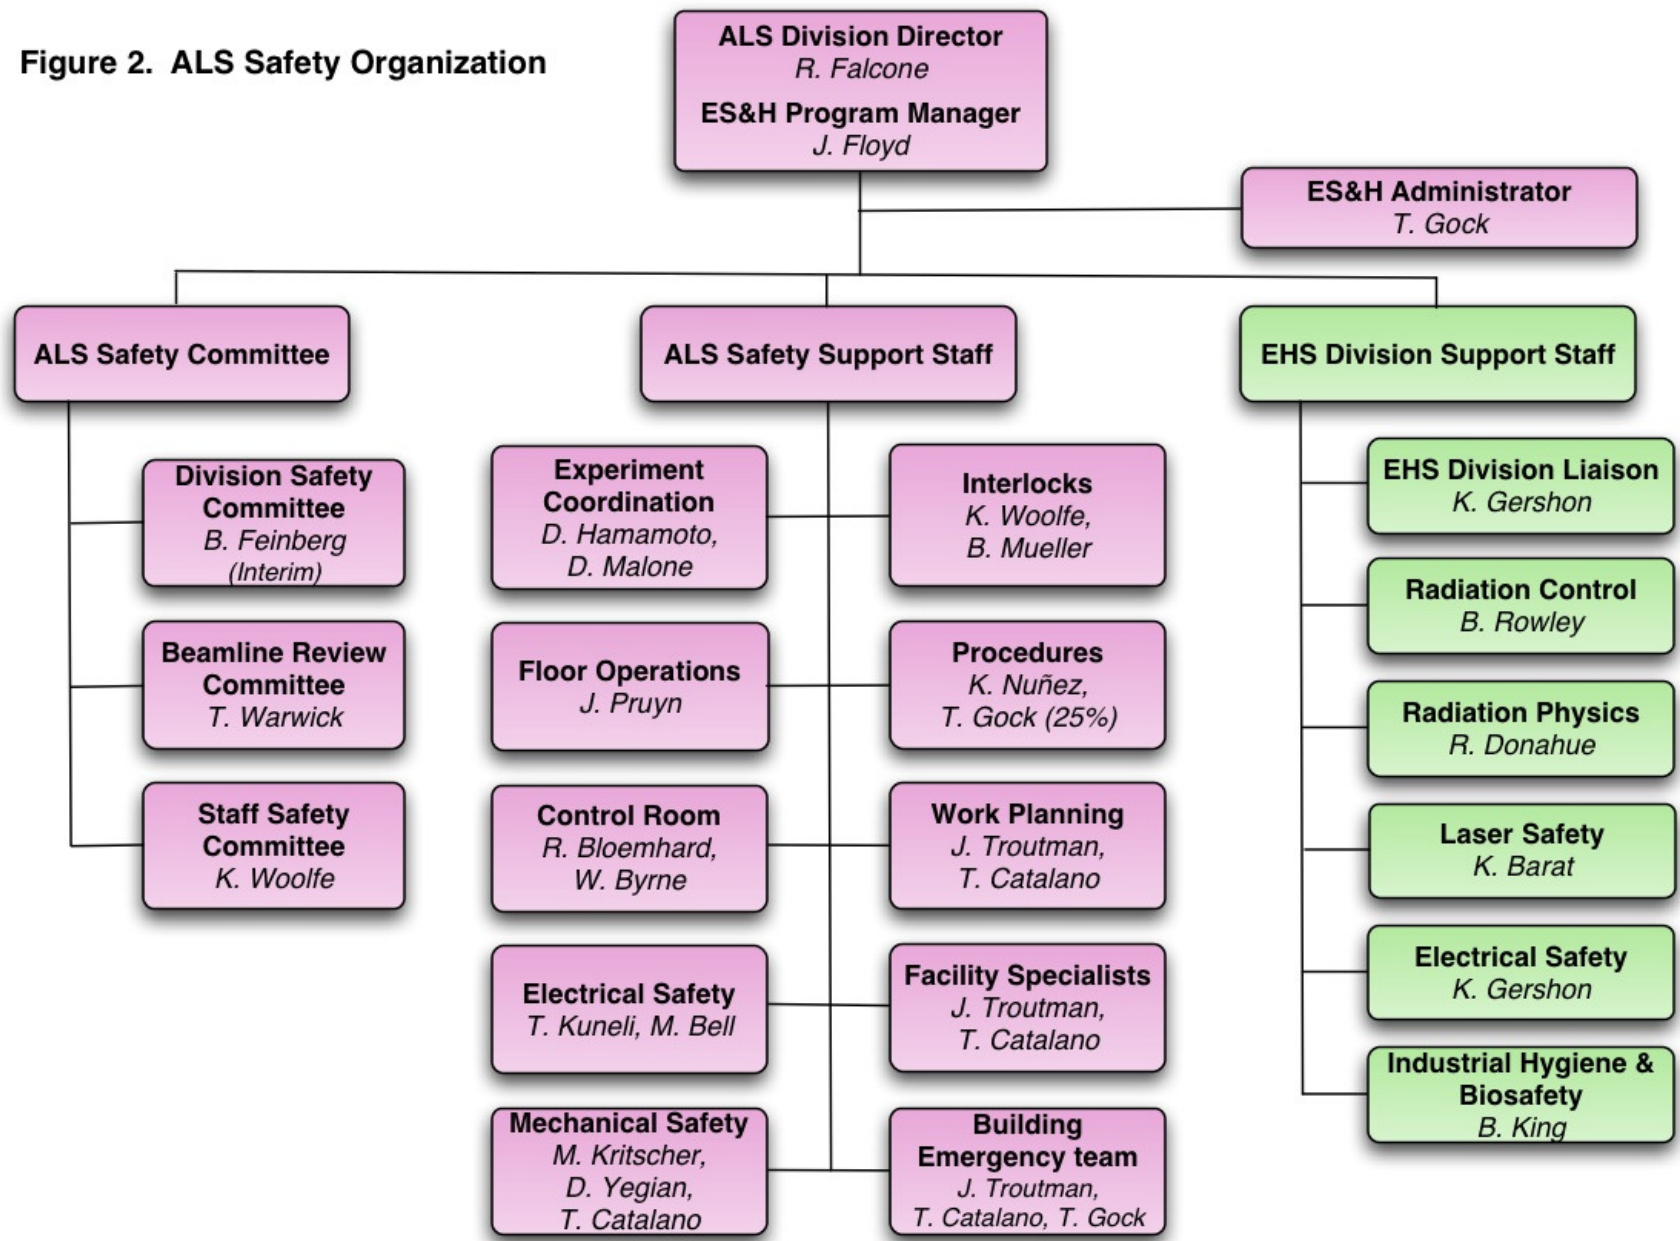 Figure 2.  ALS Safety Organization
ALS Division Director
R. Falcone
ES&H Program Manager
J. Floyd
ES&H Administrator
T. Gock
ALS Safety Committee
Division Safety
Committee
B. Feinberg
(Interim)
Beamline Review
Committee
T. Warwick
Staff Safety
Committee
K. Woolfe
ALS Safety Support Staff
Experiment
Coordination
D. Hamamoto,
D. Malone
Interlocks
K. Woolfe,
B. Mueller
Floor Operations
J. Pruyn
Procedures
K. Nuñez,
T. Gock (25%)
Control Room
R. Bloemhard,
W. Byrne
Work Planning
J. Troutman,
T. Catalano
Electrical Safety
T. Kuneli, M. Bell
Facility Specialists
J. Troutman,
T. Catalano
Mechanical Safety
M. Kritscher,
D. Yegian,
T. Catalano
Building
Emergency team
J. Troutman,
T. Catalano, T. Gock
EHS Division Support Staff
EHS Division Liaison
K. Gershon
Radiation Control
B. Rowley
Radiation Physics
R. Donahue
Laser Safety
K. Barat
Electrical Safety
K. Gershon
Industrial Hygiene &
Biosafety
B. King